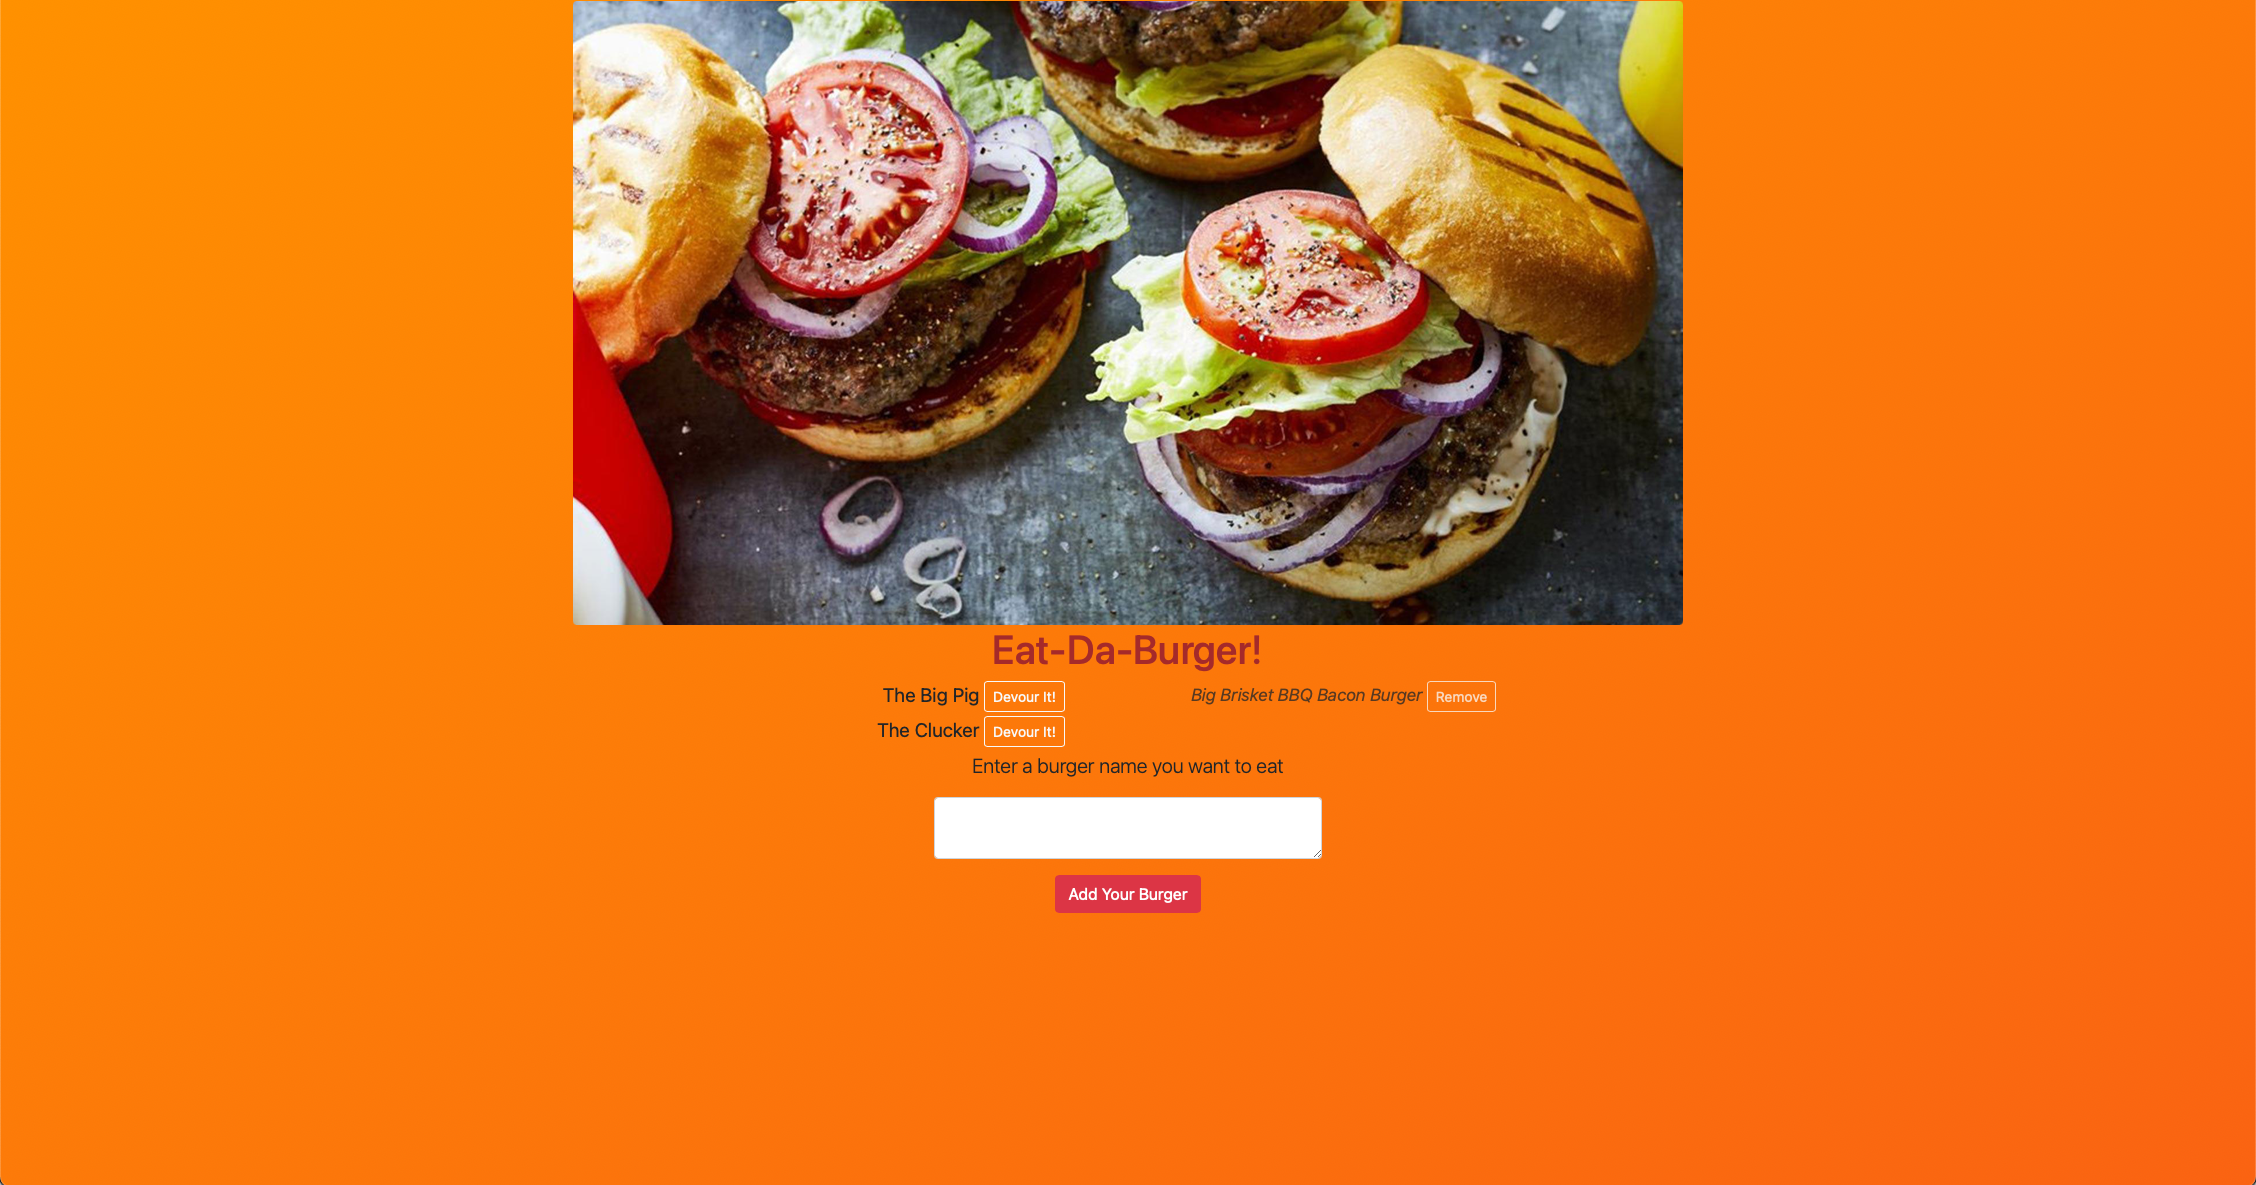 Eat-Da-Burger!
The Big Pig Devour It!
Big Brisket BBQ Bacon Burger Remove
The Clucker Devour It!
Enter a burger name you want to eat
Add Your Burger